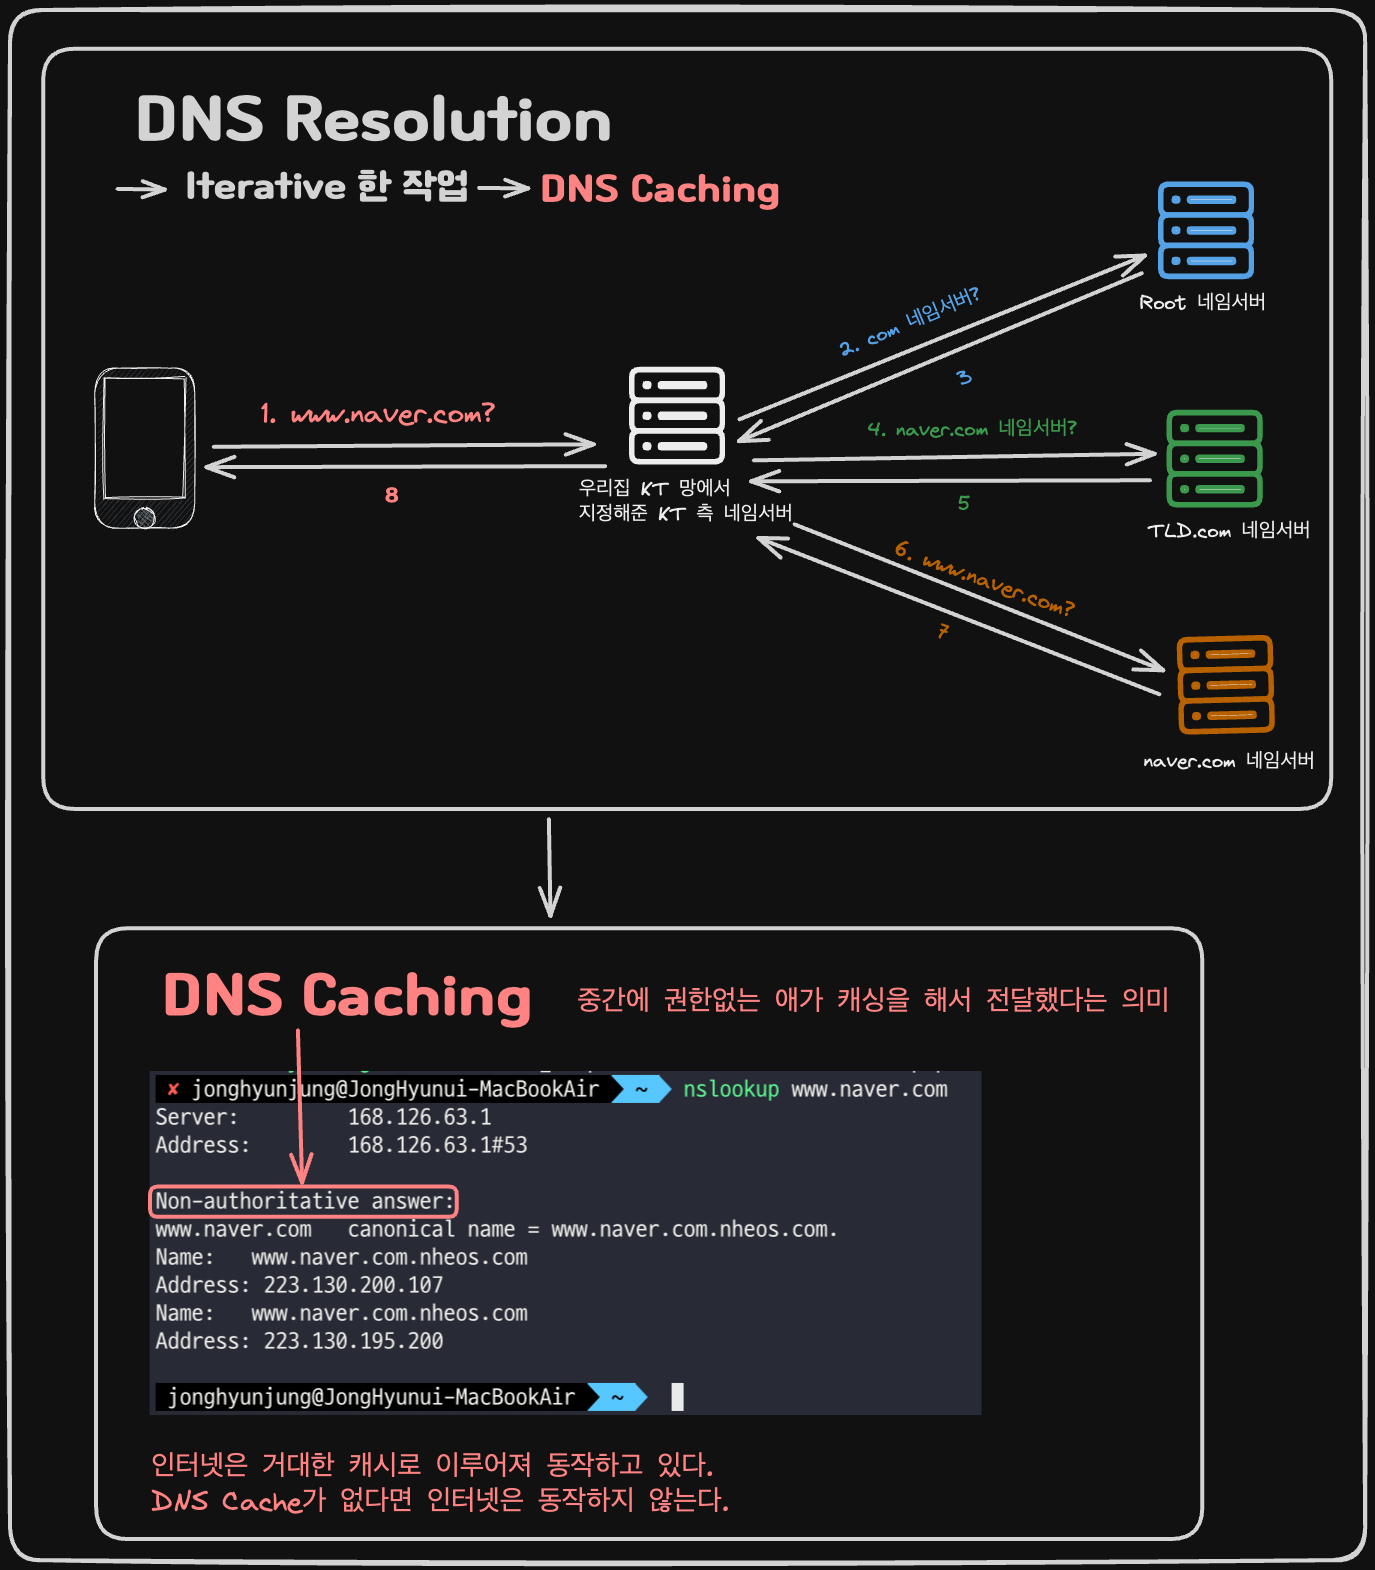 DNS Resolution
Iterative 한 작업
DNS Caching
Root 네임서버
2. com 네임서버?
3
1. www.naver.com?
4. naver.com 네임서버?
8
우리집 KT 망에서
지정해준 KT 측 네임서버
5
TLD.com 네임서버
6. www.naver.com?
7
naver.com 네임서버
DNS Caching
중간에 권한없는 애가 캐싱을 해서 전달했다는 의미
✘ jonghyunjung@JongHyunui-MacBookAir ~ nslookup www.naver.com
Server: 168.126.63.1
Address: 168.126.63.1#53
Non-authoritative answer:
www.naver.com canonical name = www.naver.com.nheos.com.
Name: www.naver.com.nheos.com
Address: 223.130.200.107
Name: www.naver.com.nheos.com
Address: 223.130.195.200
jonghyunjung@JongHyunui-MacBookAir ~
인터넷은 거대한 캐시로 이루어져 동작하고 있다.
DNS Cache가 없다면 인터넷은 동작하지 않는다.